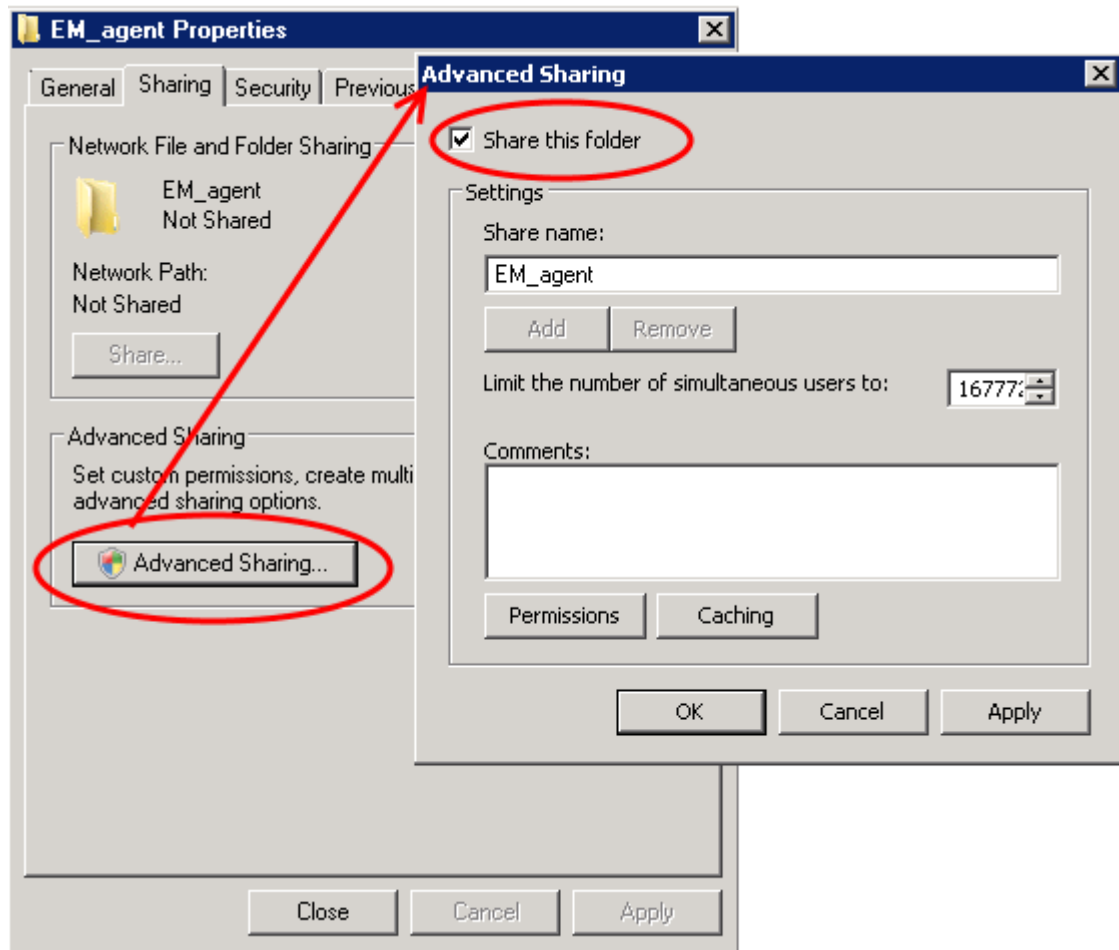 EM_agent Properties
General
Sharing
Security
Previous
Network File and Folder Sharing
EM_agent
Not Shared
Network Path:
Not Shared
Share...
Advanced Sharing
Set custom permissions, create multi
advanced sharing options.
Advanced Sharing...
Close
Cancel
Apply
Advanced Sharing
Share this folder
Settings
Share name:
EM_agent
Add
Remove
Limit the number of simultaneous users to:
Comments:
Permissions
Caching
OK
Cancel
Apply